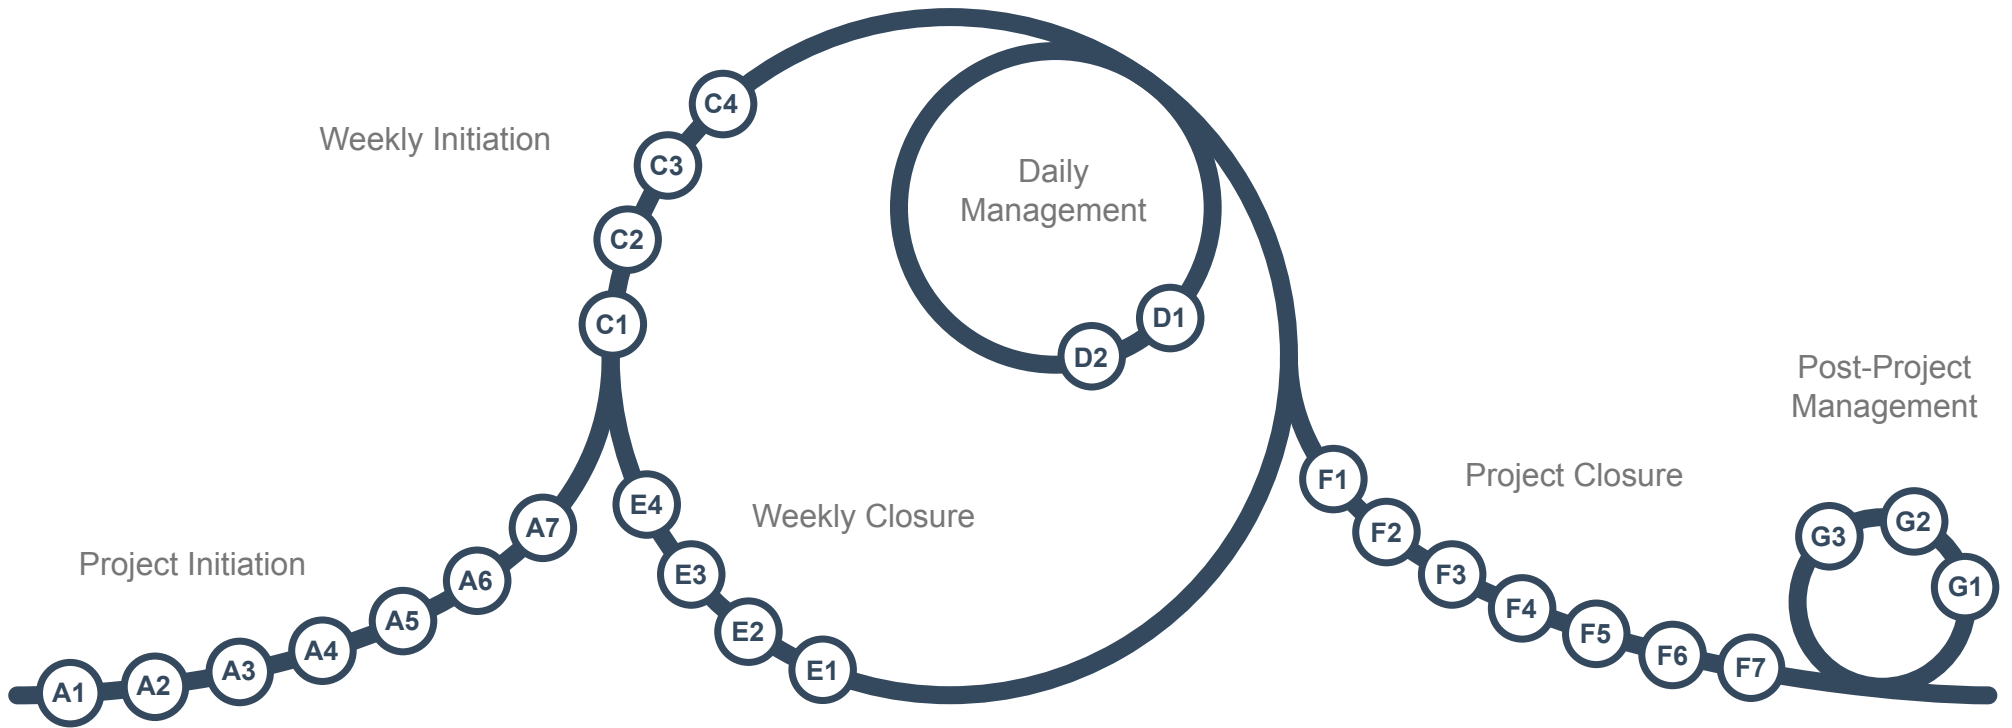 Project Initiation
A1
A2
A3
A4
A5
A6
A7
Weekly Initiation
C1
C2
C3
C4
Daily
Management
D1
D2
Weekly Closure
E1
E2
E3
E4
Project Closure
F1
F2
F3
F4
F5
F6
F7
Post-Project
Management
G1
G2
G3